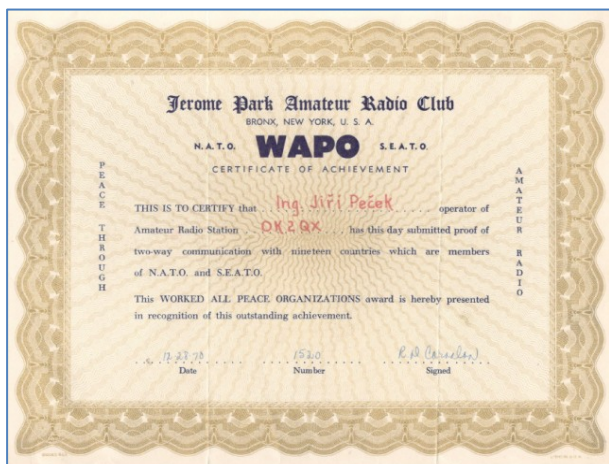 Jerome Park Amateur Radio Club
BRONX, NEW YORK, U. S. A.
N.A.T.O. WAPO S.E.A.T.O.
CERTIFICATE OF ACHIEVEMENT
PEACE THROUGH
AMATEUR RADIO
THIS IS TO CERTIFY that Ing. Jiří Peček operator of
Amateur Radio Station OK2QX has this day submitted proof of
two-way communication with nineteen countries which are members
of N.A.T.O. and S.E.A.T.O.
This WORKED ALL PEACE ORGANIZATIONS award is hereby presented
in recognition of this outstanding achievement.
12 28 70 1520
Date Number Signed